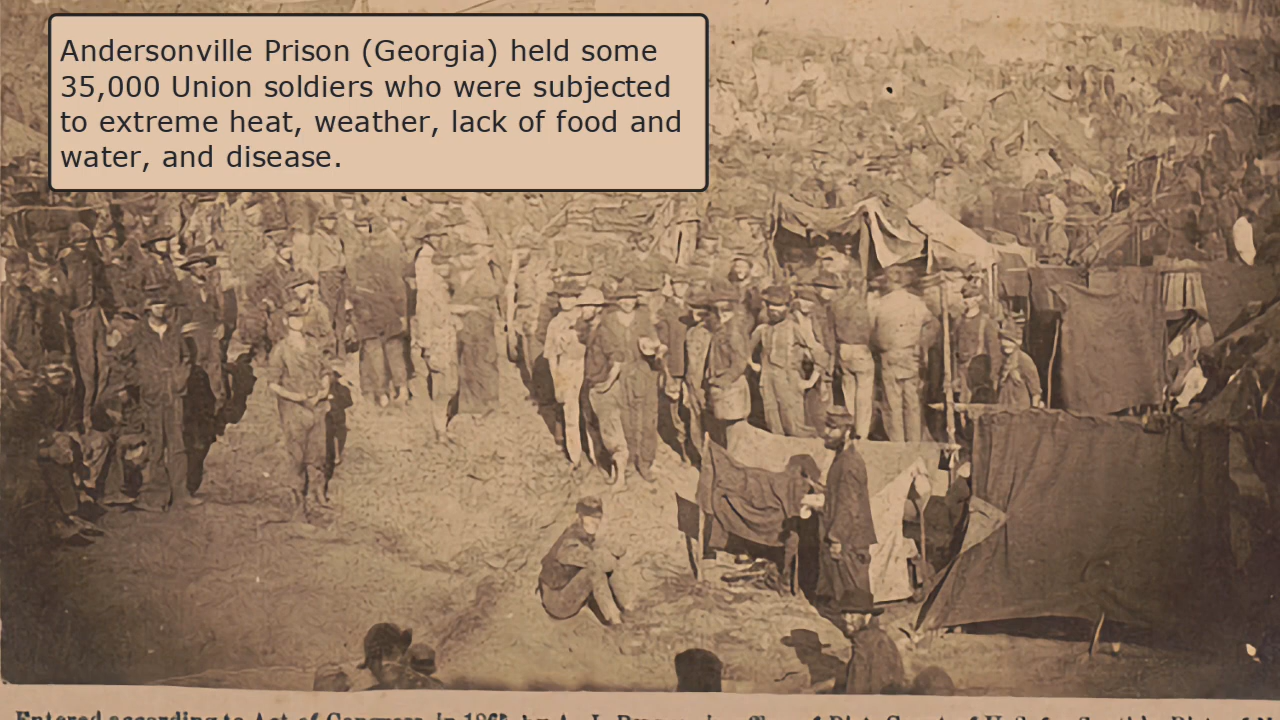 Andersonville Prison (Georgia) held some
35,000 Union soldiers who were subjected
to extreme heat, weather, lack of food and
water, and disease.
Entered according to Act of Congress, in